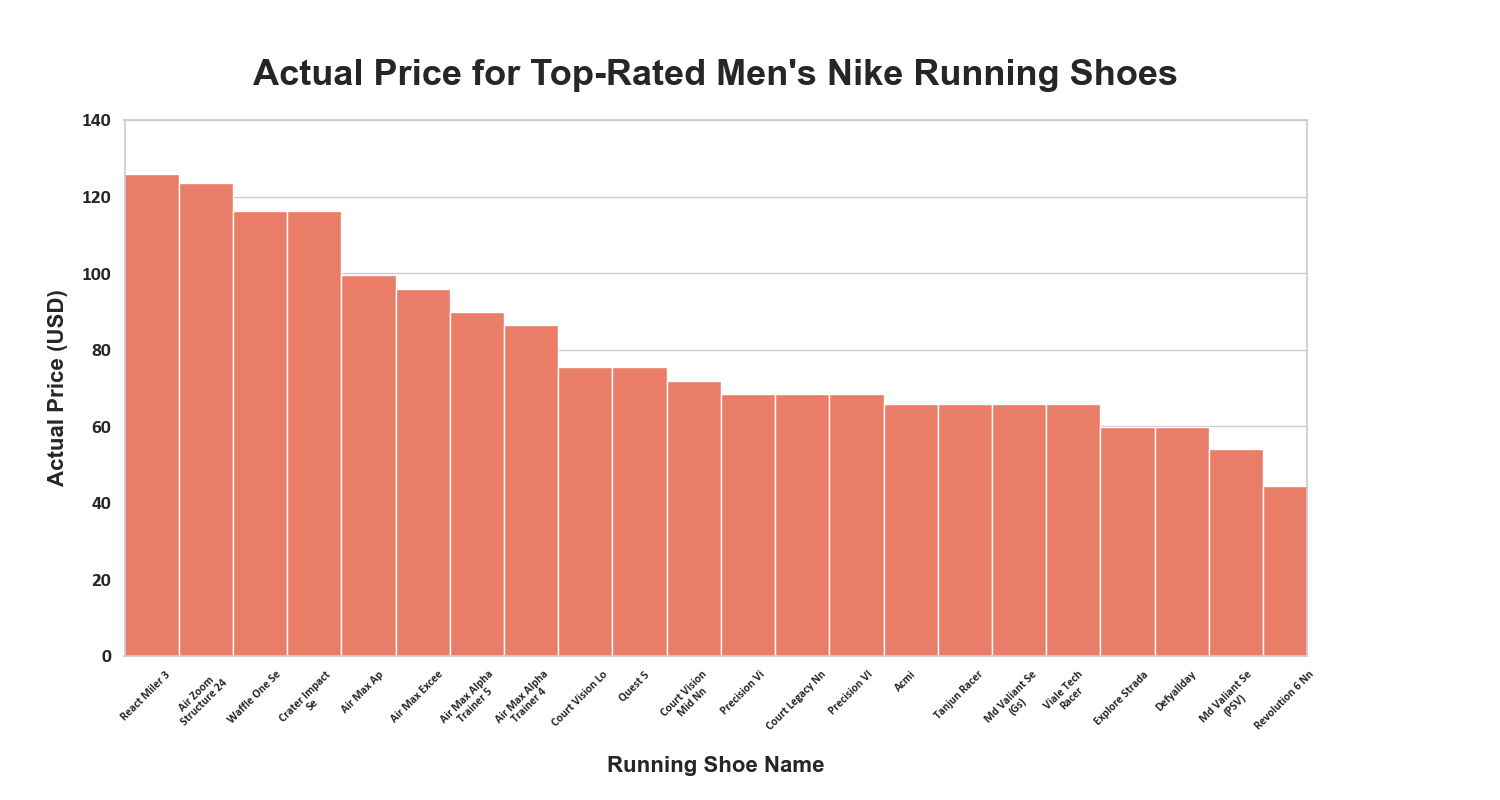 Actual Price for Top-Rated Men's Nike Running Shoes
140
120
100
80
60
40
20
0
Actual Price (USD)
React Miler 3
Air Zoom
Structure 24
Waffle One Se
Crater Impact
Se
Air Max Ap
Air Max Excee
Air Max Alpha
Trainer 5
Air Max Alpha
Trainer 4
Court Vision Lo
Quest 5
Court Vision
Mid Nn
Precision Vi
Court Legacy Nn
Precision VI
Acmi
Tanjun Racer
Md Valiant Se
(Gs)
Viale Tech
Racer
Explore Strada
Defyallday
Md Valiant Se
(PSV)
Revolution 6 Nn
Running Shoe Name